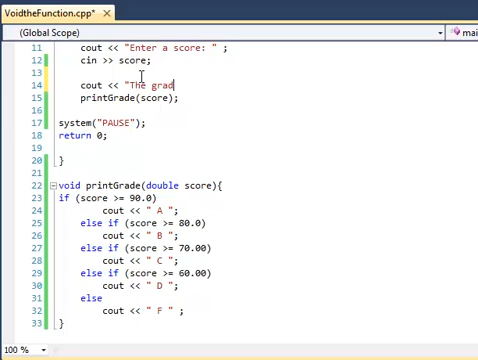 VoidtheFunction.cpp* ×
(Global Scope) mai
11 cout << "Enter a score: " ;
12 cin >> score;
13
14 cout << "The grad
15 printGrade(score);
16
17 system("PAUSE");
18 return 0;
19
20 }
21
22 void printGrade(double score){
23 if (score >= 90.0)
24 cout << " A ";
25 else if (score >= 80.0)
26 cout << " B ";
27 else if (score >= 70.00)
28 cout << " C ";
29 else if (score >= 60.00)
30 cout << " D ";
31 else
32 cout << " F " ;
33 }
100 %